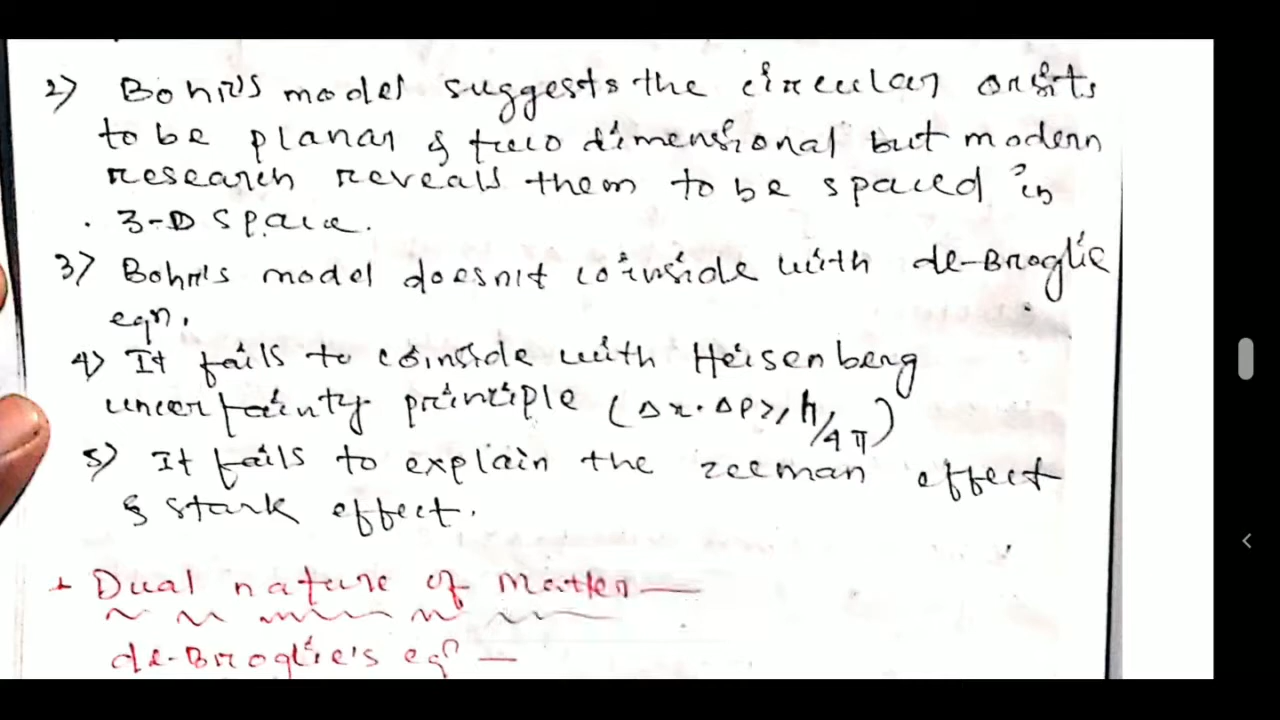 2) Bohr's model suggests the circular orbits
to be planar & two dimensional but modern
research reveals them to be spaced in
3-D space.
3) Bohr's model doesn't coinside with de-Broglie
eqn.
4) It fails to coinside with Heisenberg
uncertainty principle (Δx·ΔP≥h/4π)
5) It fails to explain the zeeman effect
& stark effect.
+ Dual nature of Matter —
de-Broglie's eqn —